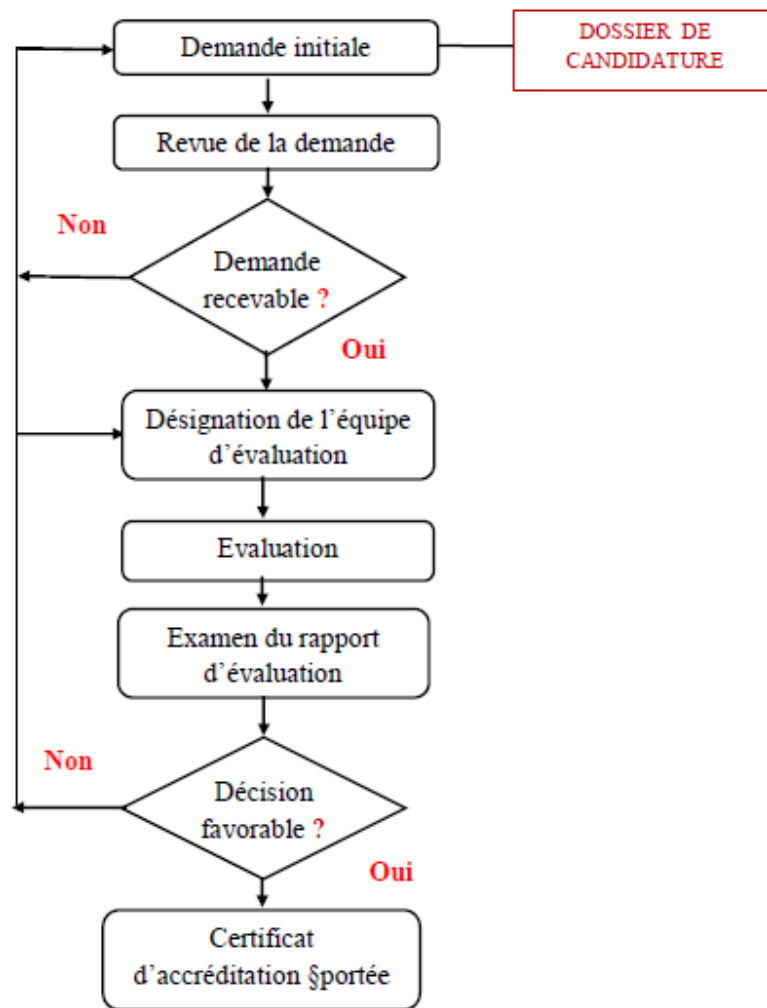 Demande initiale
DOSSIER DE
CANDIDATURE
Revue de la demande
Non
Demande
recevable ?
Oui
Désignation de l’équipe
d’évaluation
Evaluation
Examen du rapport
d’évaluation
Non
Décision
favorable ?
Oui
Certificat
d’accréditation §portée